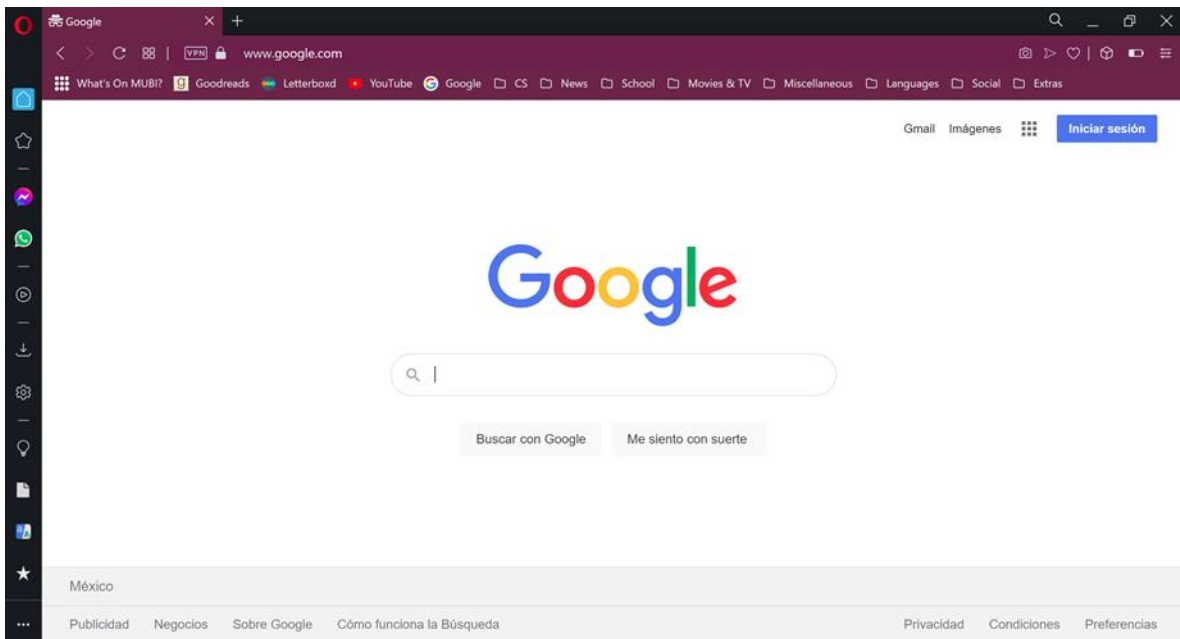 Google
VPN www.google.com
What's On MUBI? Goodreads Letterboxd YouTube Google CS News School Movies & TV Miscellaneous Languages Social Extras
Gmail Imágenes Iniciar sesión
Google
Buscar con Google Me siento con suerte
México
Publicidad Negocios Sobre Google Cómo funciona la Búsqueda Privacidad Condiciones Preferencias